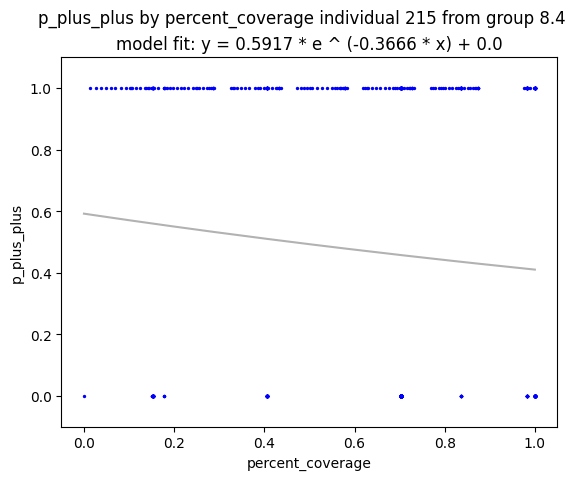 p_plus_plus by percent_coverage individual 215 from group 8.4
model fit: y = 0.5917 * e ^ (-0.3666 * x) + 0.0
1.0
0.8
0.6
0.4
0.2
0.0
p_plus_plus
0.0 0.2 0.4 0.6 0.8 1.0
percent_coverage